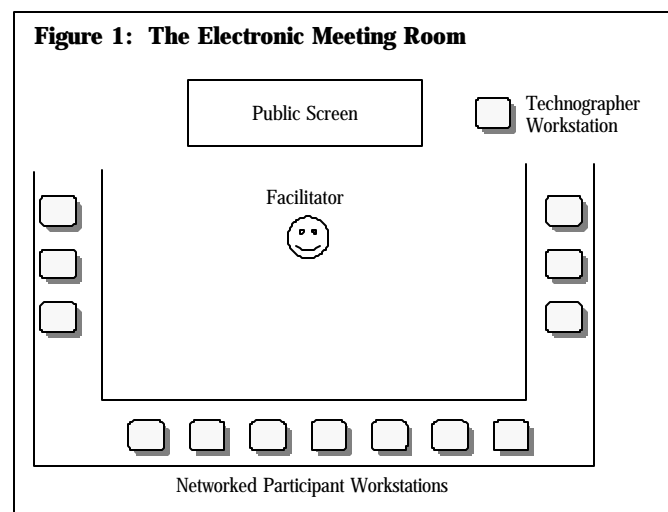 Figure 1: The Electronic Meeting Room
Public Screen
Technographer
Workstation
Facilitator
Networked Participant Workstations